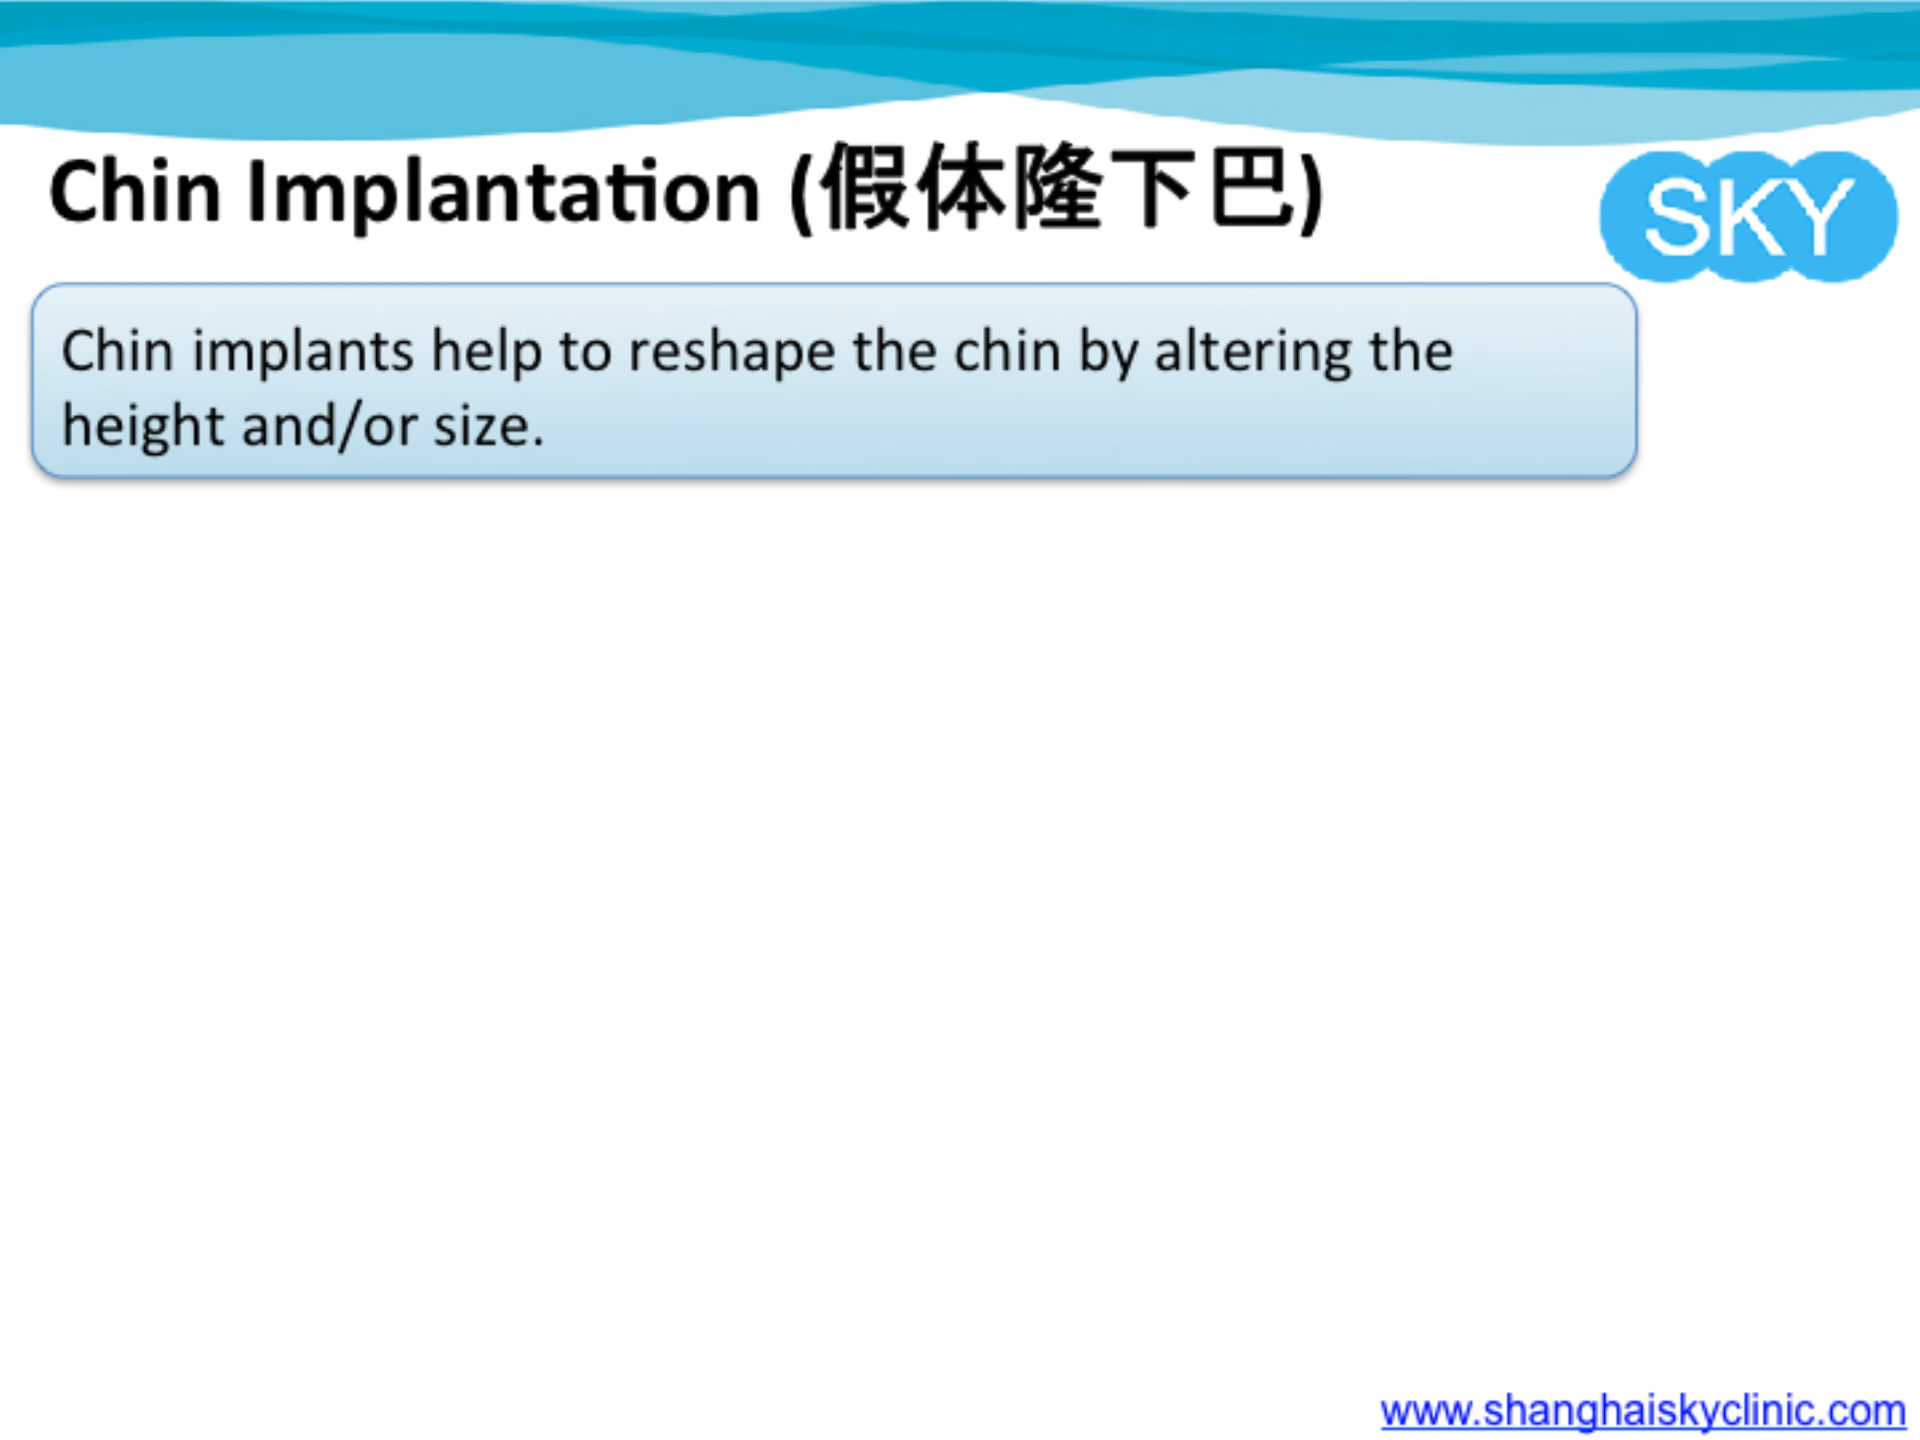 Chin Implantation (假体隆下巴)
SKY
Chin implants help to reshape the chin by altering the
height and/or size.
www.shanghaiskyclinic.com